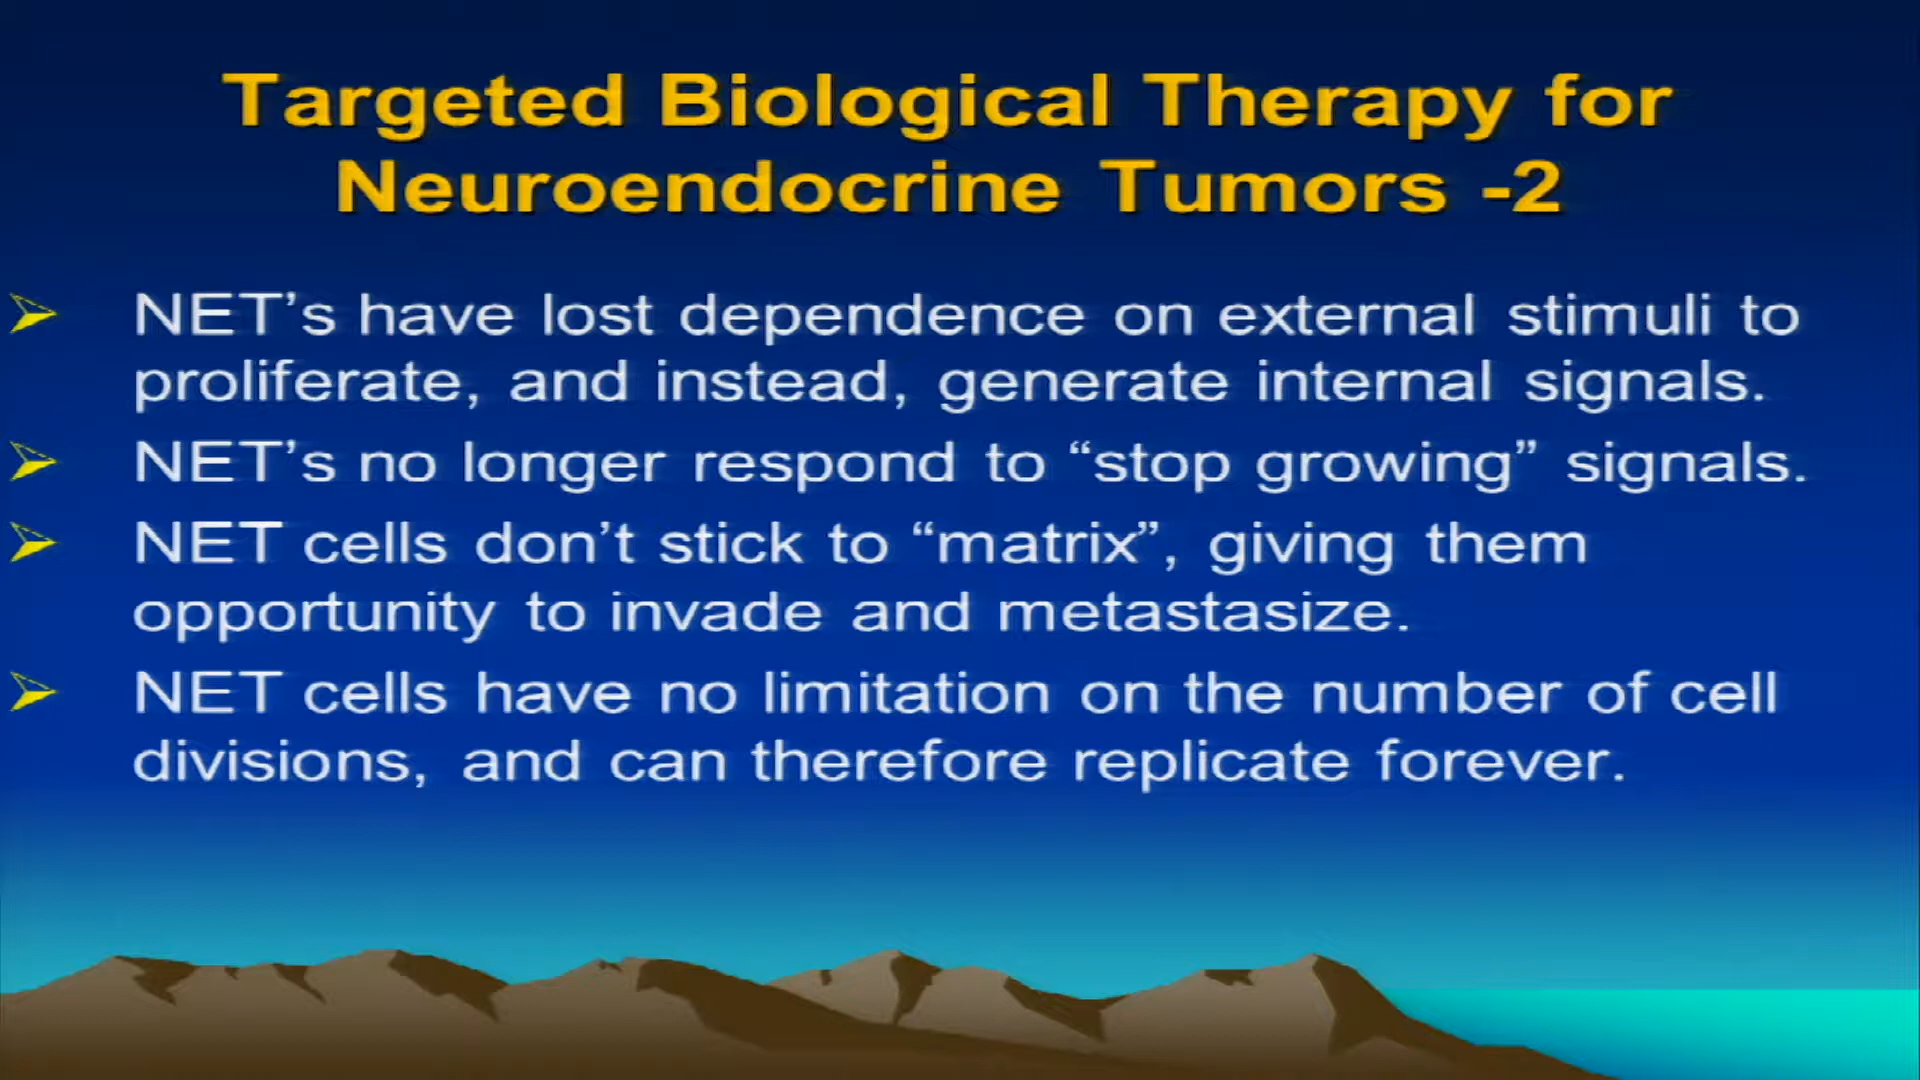 Targeted Biological Therapy for
Neuroendocrine Tumors -2
NET’s have lost dependence on external stimuli to
proliferate, and instead, generate internal signals.
NET’s no longer respond to “stop growing” signals.
NET cells don’t stick to “matrix”, giving them
opportunity to invade and metastasize.
NET cells have no limitation on the number of cell
divisions, and can therefore replicate forever.